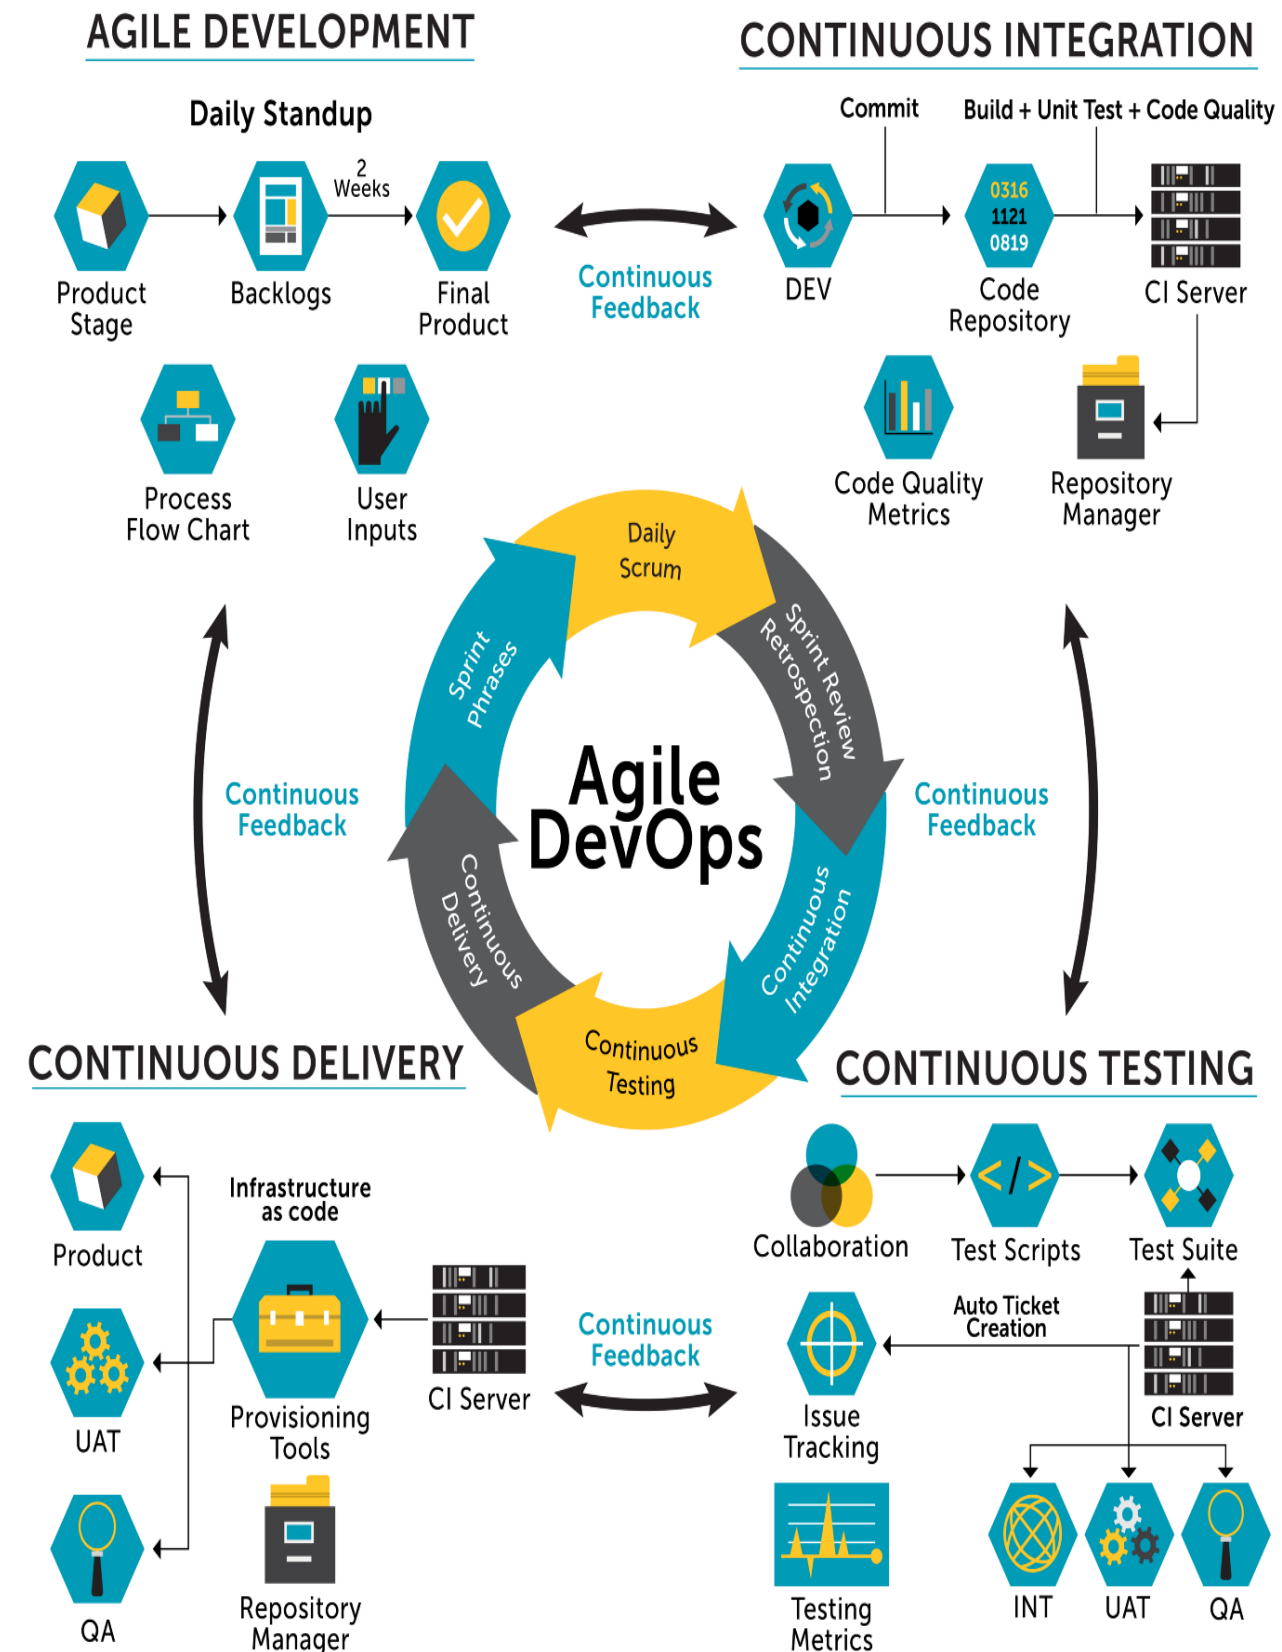 AGILE DEVELOPMENT
Daily Standup
2
Weeks
Product
Stage
Backlogs
Final
Product
Process
Flow Chart
User
Inputs
Continuous
Feedback
CONTINUOUS INTEGRATION
Commit
Build + Unit Test + Code Quality
0316
1121
0819
DEV
Code
Repository
CI Server
Code Quality
Metrics
Repository
Manager
Daily
Scrum
Sprint Review
Retrospection
Continuous
Integration
Continuous
Testing
Continuous
Delivery
Sprint
Phrases
Agile
DevOps
Continuous
Feedback
Continuous
Feedback
CONTINUOUS DELIVERY
Product
Infrastructure
as code
UAT
Provisioning
Tools
CI Server
QA
Repository
Manager
Continuous
Feedback
CONTINUOUS TESTING
Collaboration
</>
Test Scripts
Test Suite
Auto Ticket
Creation
Issue
Tracking
CI Server
Testing
Metrics
INT
UAT
QA